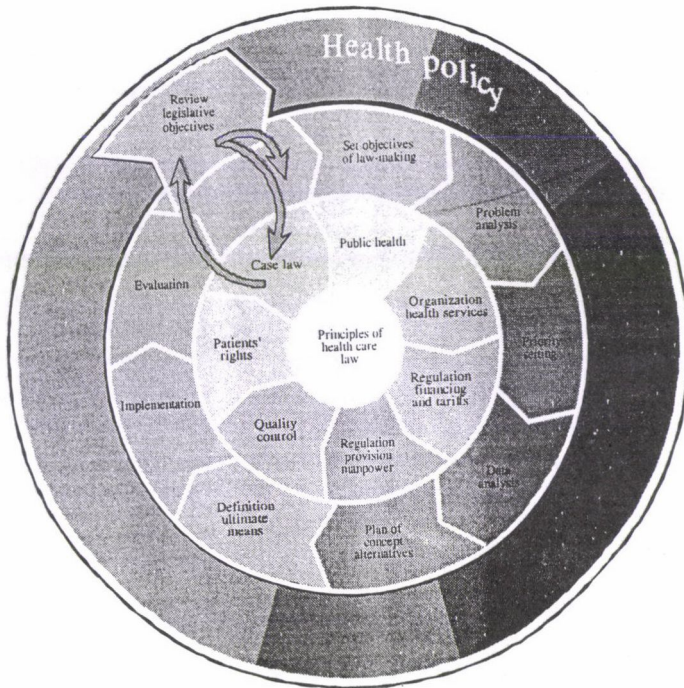 Health policy
Review
legislative
objectives
Set objectives
of law-making
Problem
analysis
Priority
setting
Data
analysis
Plan of
concept
alternatives
Definition
ultimate
means
Implementation
Evaluation
Case law
Public health
Organization
health services
Regulation
financing
and tariffs
Regulation
provision
manpower
Quality
control
Patients'
rights
Principles of
health care
law